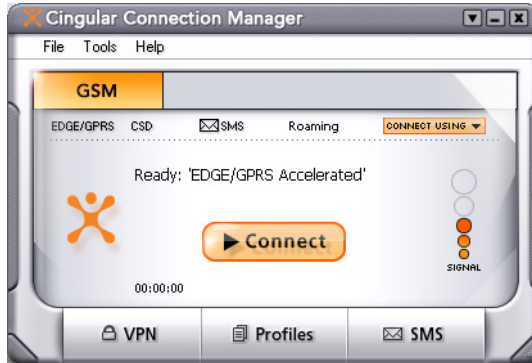 Cingular Connection Manager
File Tools Help
GSM
EDGE/GPRS CSD SMS Roaming CONNECT USING
Ready: 'EDGE/GPRS Accelerated'
Connect
SIGNAL
00:00:00
VPN Profiles SMS